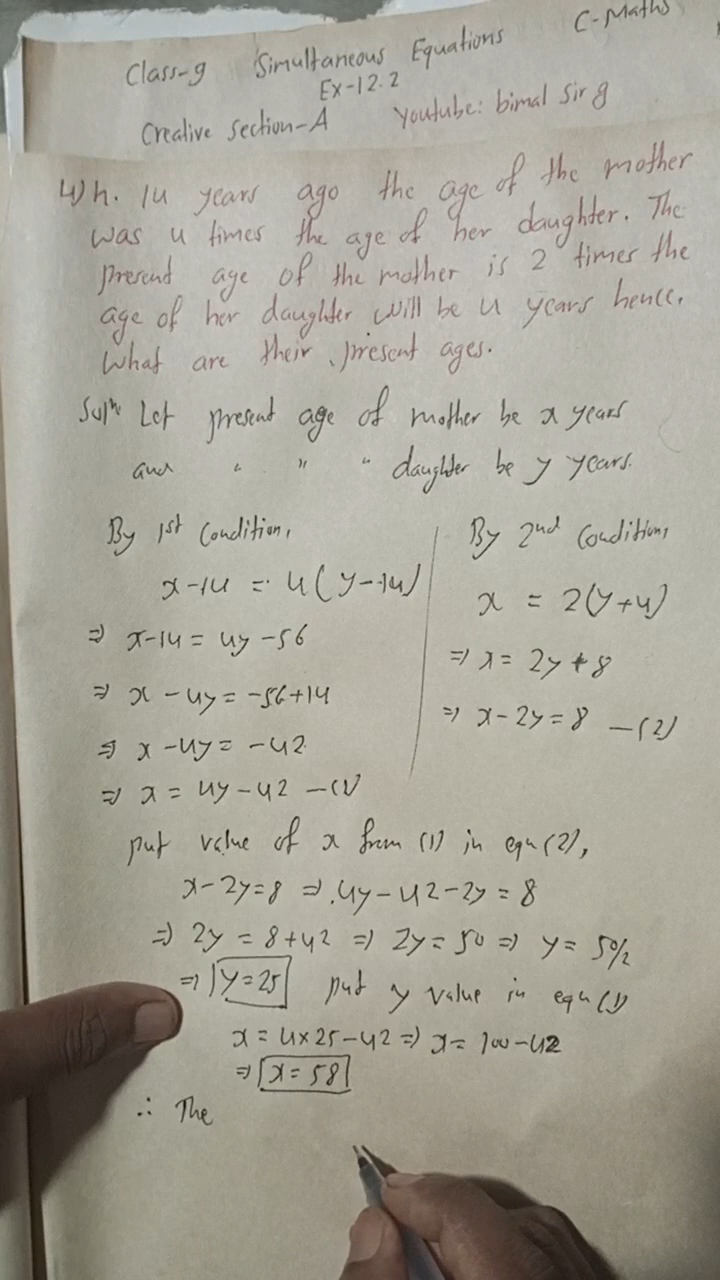 Class-9 Simultaneous Equations C-Maths
Ex-12.2
Creative section-A Youtube: bimal Sir g
4) h. 14 years ago the age of the mother
was 4 times the age of her daughter. The
present age of the mother is 2 times the
age of her daughter will be 4 years hence.
What are their present ages.
Solⁿ Let present age of mother be x years
and " " " daughter be y years.
By 1st Condition,
x-14 = 4(y-14)
⇒ x-14 = 4y-56
⇒ x-4y = -56+14
⇒ x-4y = -42
⇒ x = 4y-42 —(1)
By 2nd Condition,
x = 2(y+4)
⇒ x = 2y+8
⇒ x-2y=8 —(2)
put value of x from (1) in equ (2),
x-2y=8 ⇒ 4y-42-2y = 8
⇒ 2y = 8+42 ⇒ 2y=50 ⇒ y= 50/2
⇒ y=25 put y value in equ (1)
x = 4x25-42 ⇒ x= 100-42
⇒ x=58
∴ The